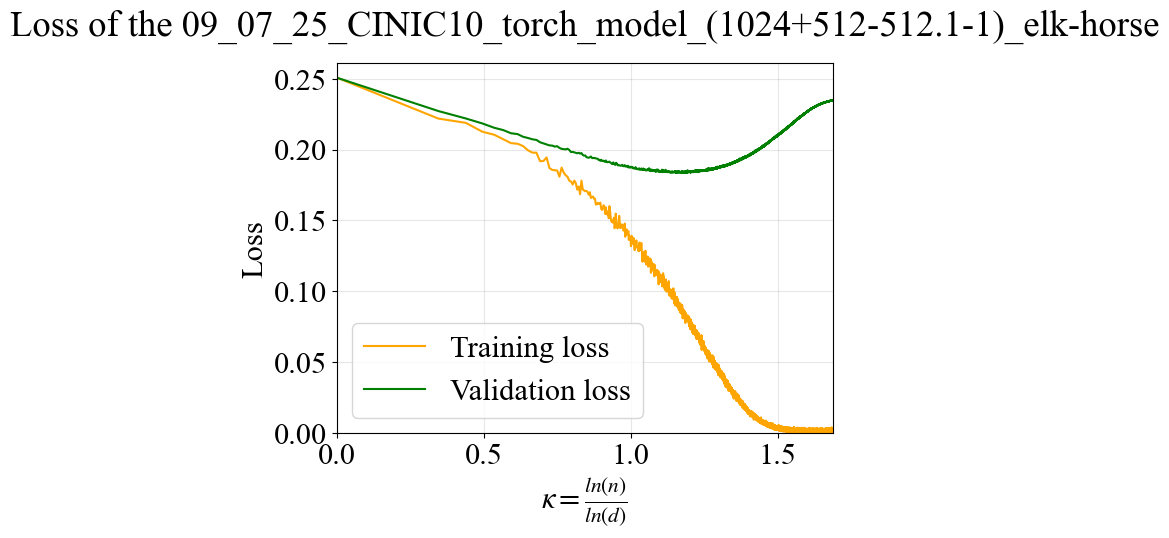 Loss of the 09_07_25_CINIC10_torch_model_(1024+512-512.1-1)_elk-horse
0.25
0.20
0.15
0.10
0.05
0.00
Loss
Training loss
Validation loss
0.0 0.5 1.0 1.5
κ = ln(n)/ln(d)